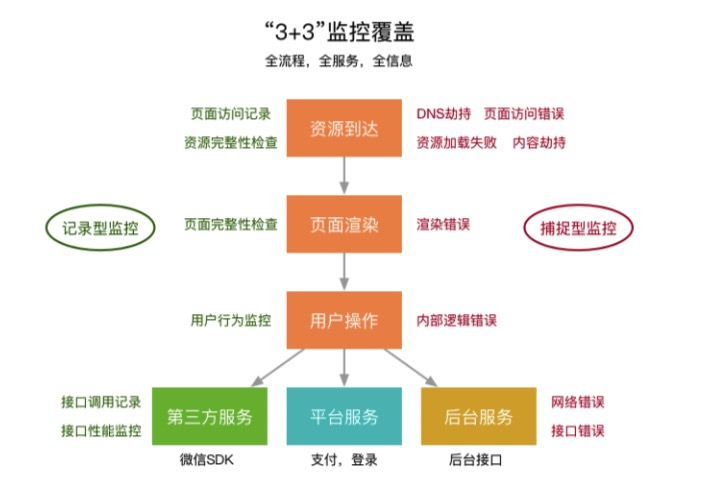 “3+3”监控覆盖
全流程，全服务，全信息
页面访问记录
资源完整性检查
资源到达
DNS劫持 页面访问错误
资源加载失败 内容劫持
记录型监控
页面完整性检查
页面渲染
渲染错误
捕捉型监控
用户行为监控
用户操作
内部逻辑错误
接口调用记录
接口性能监控
第三方服务
平台服务
后台服务
网络错误
接口错误
微信SDK
支付，登录
后台接口